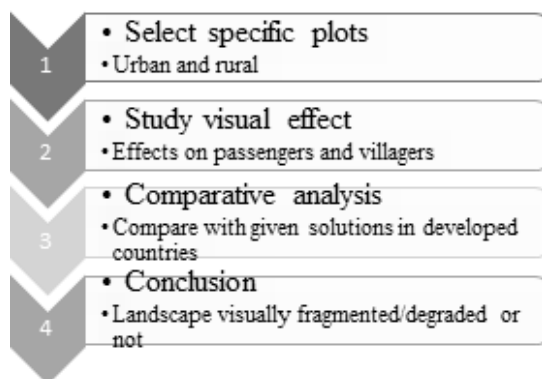 1
• Select specific plots
• Urban and rural
2
• Study visual effect
• Effects on passengers and villagers
3
• Comparative analysis
• Compare with given solutions in developed
countries
4
• Conclusion
• Landscape visually fragmented/degraded or
not